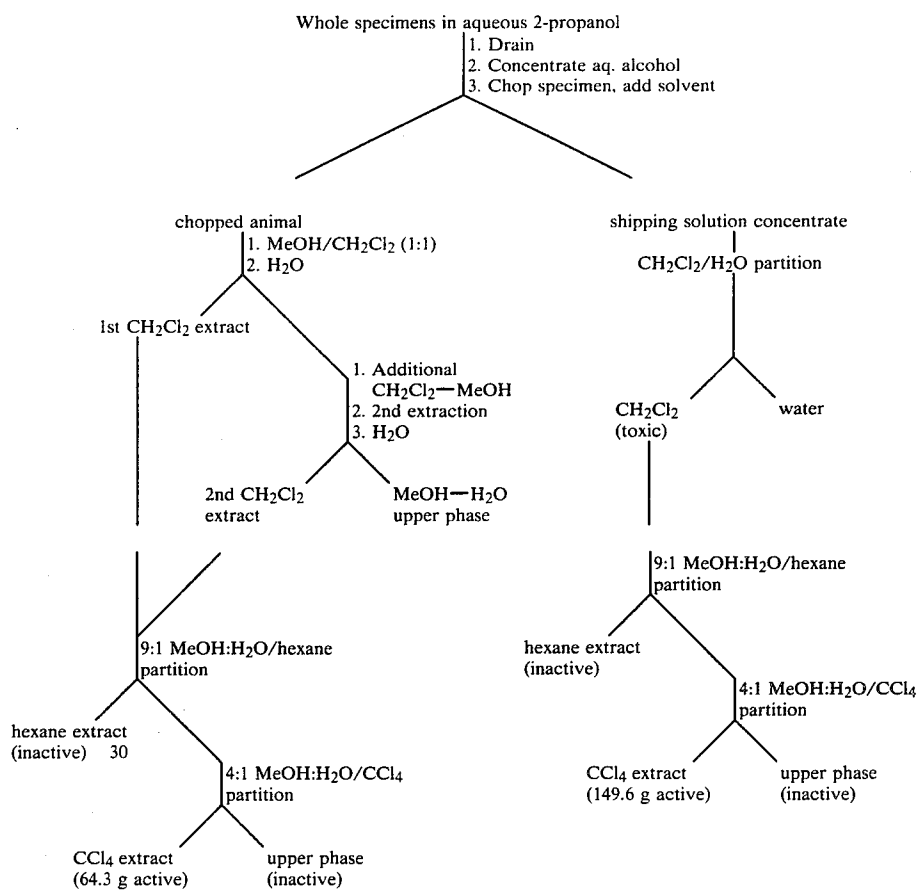 Whole specimens in aqueous 2-propanol
1. Drain
2. Concentrate aq. alcohol
3. Chop specimen, add solvent
chopped animal
1. MeOH/CH2Cl2 (1:1)
2. H2O
1st CH2Cl2 extract
1. Additional
CH2Cl2—MeOH
2. 2nd extraction
3. H2O
2nd CH2Cl2
extract
MeOH—H2O
upper phase
9:1 MeOH:H2O/hexane
partition
hexane extract
(inactive) 30
4:1 MeOH:H2O/CCl4
partition
CCl4 extract
(64.3 g active)
upper phase
(inactive)
shipping solution concentrate
CH2Cl2/H2O partition
CH2Cl2
(toxic)
water
9:1 MeOH:H2O/hexane
partition
hexane extract
(inactive)
4:1 MeOH:H2O/CCl4
partition
CCl4 extract
(149.6 g active)
upper phase
(inactive)